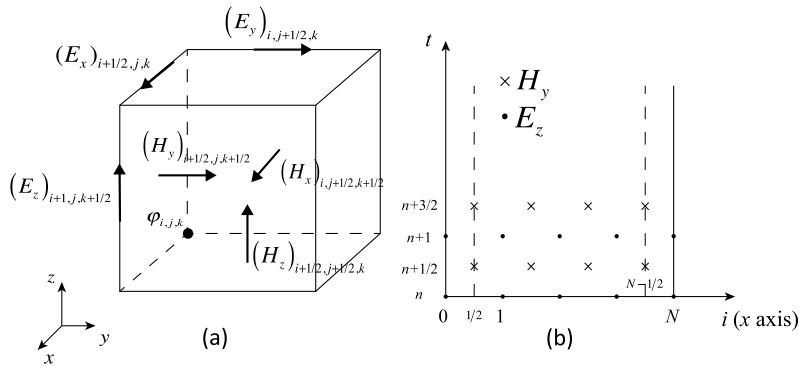 (E_y)_{i,j+1/2,k}
(E_x)_{i+1/2,j,k}
(H_y)_{i+1/2,j,k+1/2}
(H_x)_{i,j+1/2,k+1/2}
(E_z)_{i+1,j,k+1/2}
φ_{i,j,k}
(H_z)_{i+1/2,j+1/2,k}
z
y
x
(a)
t
× H_y
• E_z
n+3/2
n+1
n+1/2
n
N-1/2
0
1/2
1
N
i (x axis)
(b)